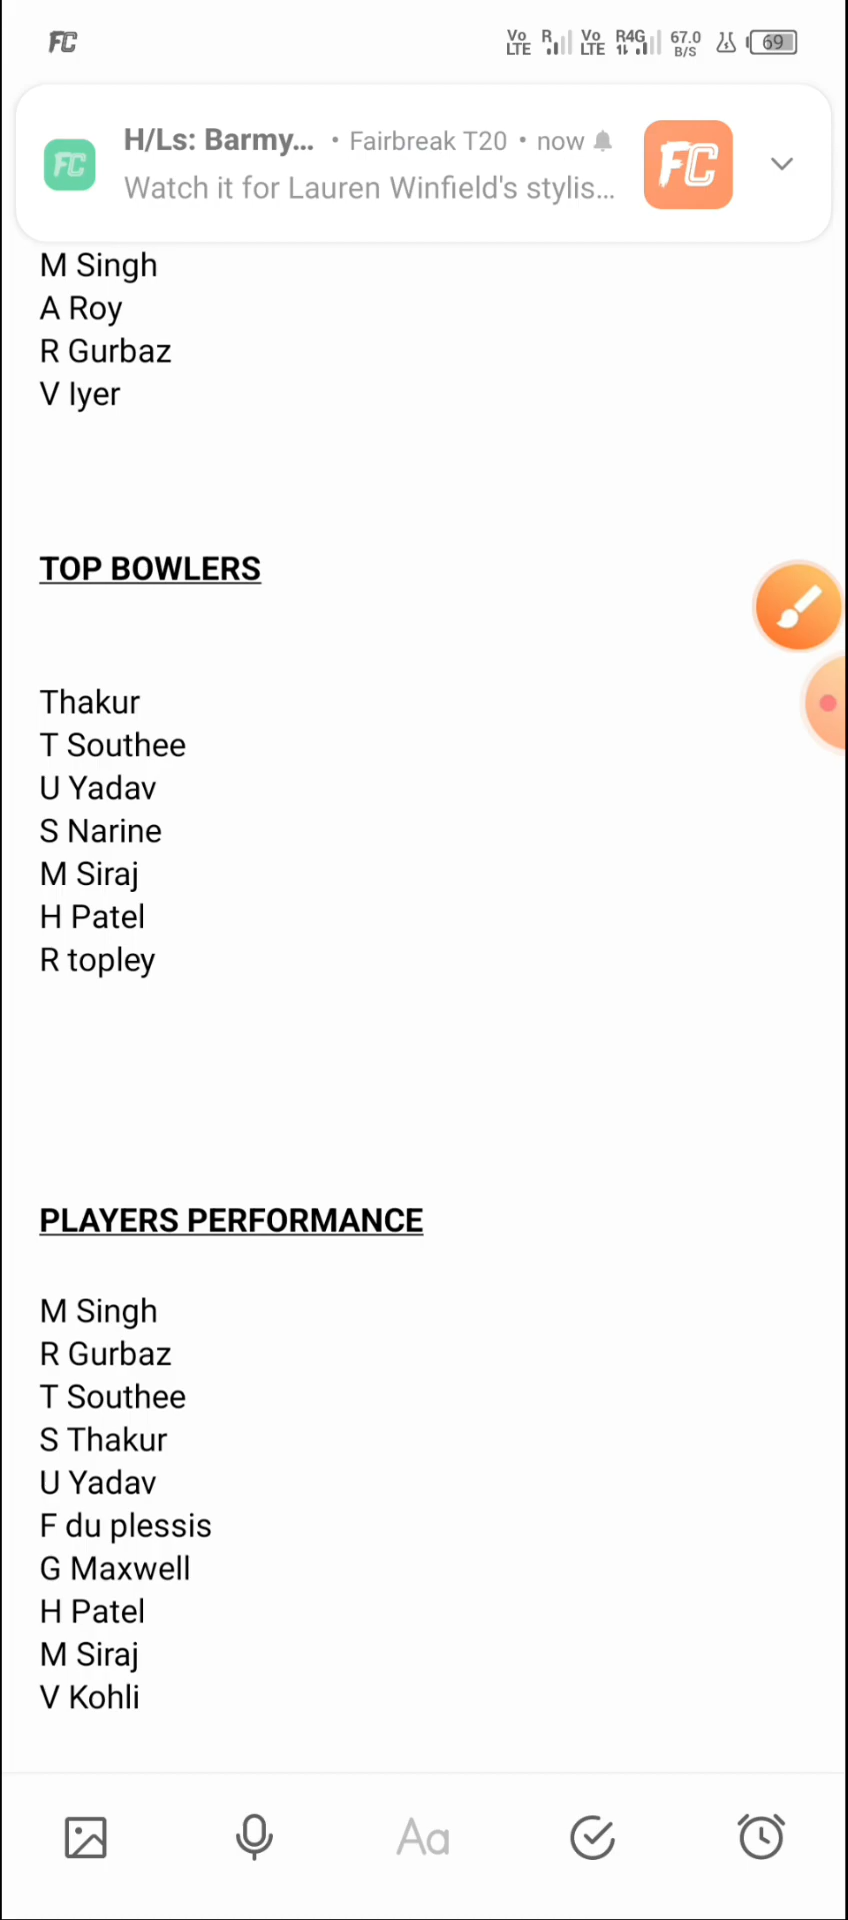 FC
Vo LTE R Vo LTE R4G 67.0 B/S 69
FC H/Ls: Barmy... • Fairbreak T20 • now FC
Watch it for Lauren Winfield's stylis...
M Singh
A Roy
R Gurbaz
V Iyer
TOP BOWLERS
Thakur
T Southee
U Yadav
S Narine
M Siraj
H Patel
R topley
PLAYERS PERFORMANCE
M Singh
R Gurbaz
T Southee
S Thakur
U Yadav
F du plessis
G Maxwell
H Patel
M Siraj
V Kohli
Aa